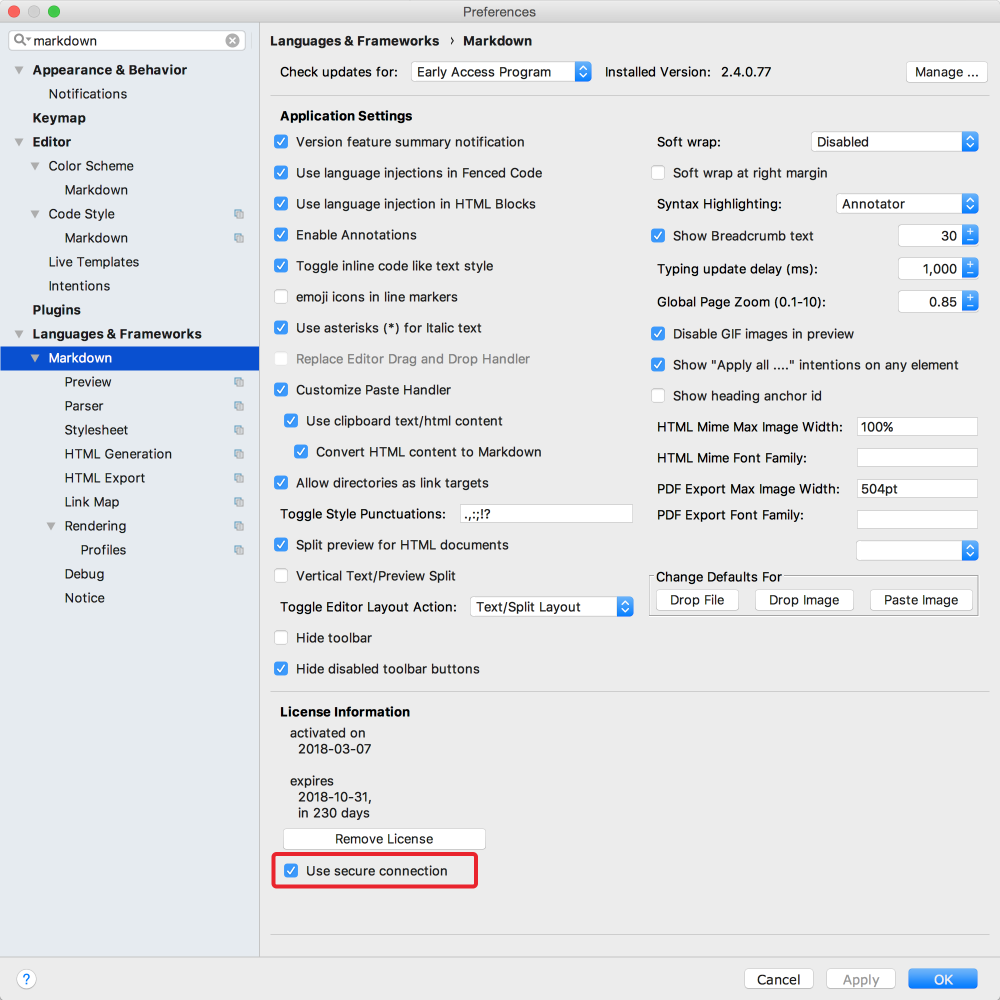 Preferences
markdown
Appearance & Behavior
Notifications
Keymap
Editor
Color Scheme
Markdown
Code Style
Markdown
Live Templates
Intentions
Plugins
Languages & Frameworks
Markdown
Preview
Parser
Stylesheet
HTML Generation
HTML Export
Link Map
Rendering
Profiles
Debug
Notice
Languages & Frameworks › Markdown
Check updates for: Early Access Program Installed Version: 2.4.0.77 Manage ...
Application Settings
Version feature summary notification
Use language injections in Fenced Code
Use language injection in HTML Blocks
Enable Annotations
Toggle inline code like text style
emoji icons in line markers
Use asterisks (*) for Italic text
Replace Editor Drag and Drop Handler
Customize Paste Handler
Use clipboard text/html content
Convert HTML content to Markdown
Allow directories as link targets
Toggle Style Punctuations: .,:;!?
Split preview for HTML documents
Vertical Text/Preview Split
Toggle Editor Layout Action: Text/Split Layout
Hide toolbar
Hide disabled toolbar buttons
Soft wrap: Disabled
Soft wrap at right margin
Syntax Highlighting: Annotator
Show Breadcrumb text 30
Typing update delay (ms): 1,000
Global Page Zoom (0.1-10): 0.85
Disable GIF images in preview
Show "Apply all ...." intentions on any element
Show heading anchor id
HTML Mime Max Image Width: 100%
HTML Mime Font Family:
PDF Export Max Image Width: 504pt
PDF Export Font Family:
Change Defaults For
Drop File Drop Image Paste Image
License Information
activated on
2018-03-07
expires
2018-10-31,
in 230 days
Remove License
Use secure connection
? Cancel Apply OK